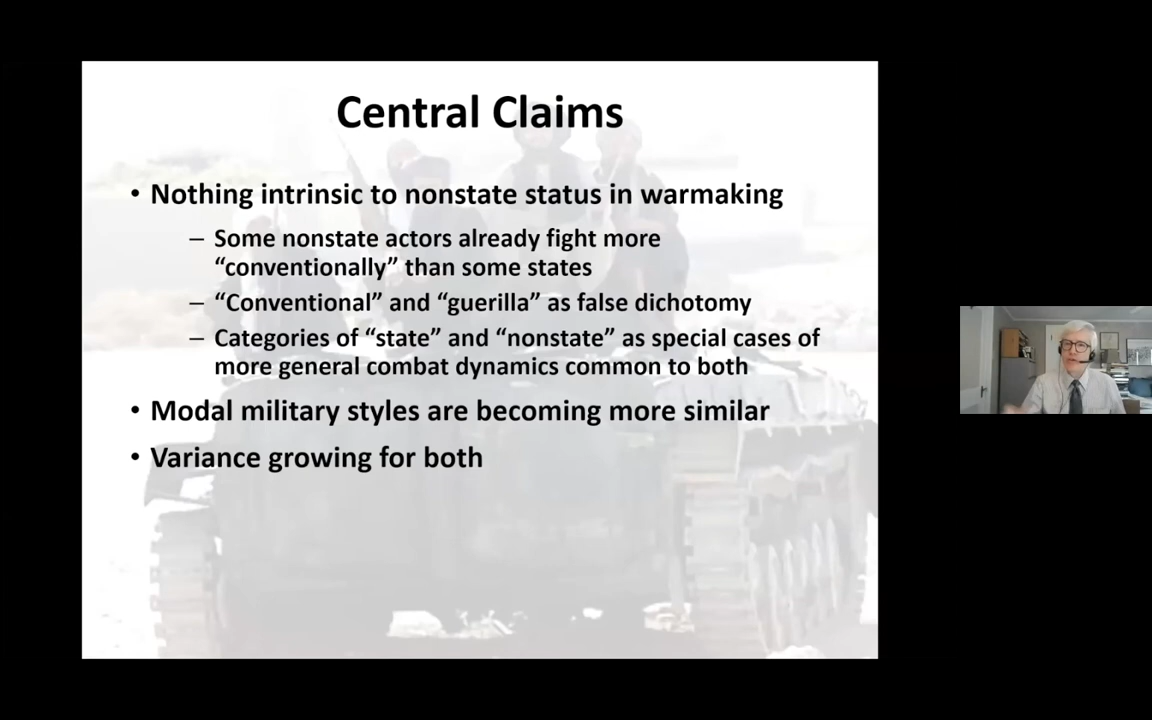 Central Claims
• Nothing intrinsic to nonstate status in warmaking
– Some nonstate actors already fight more
“conventionally” than some states
– “Conventional” and “guerilla” as false dichotomy
– Categories of “state” and “nonstate” as special cases of
more general combat dynamics common to both
• Modal military styles are becoming more similar
• Variance growing for both